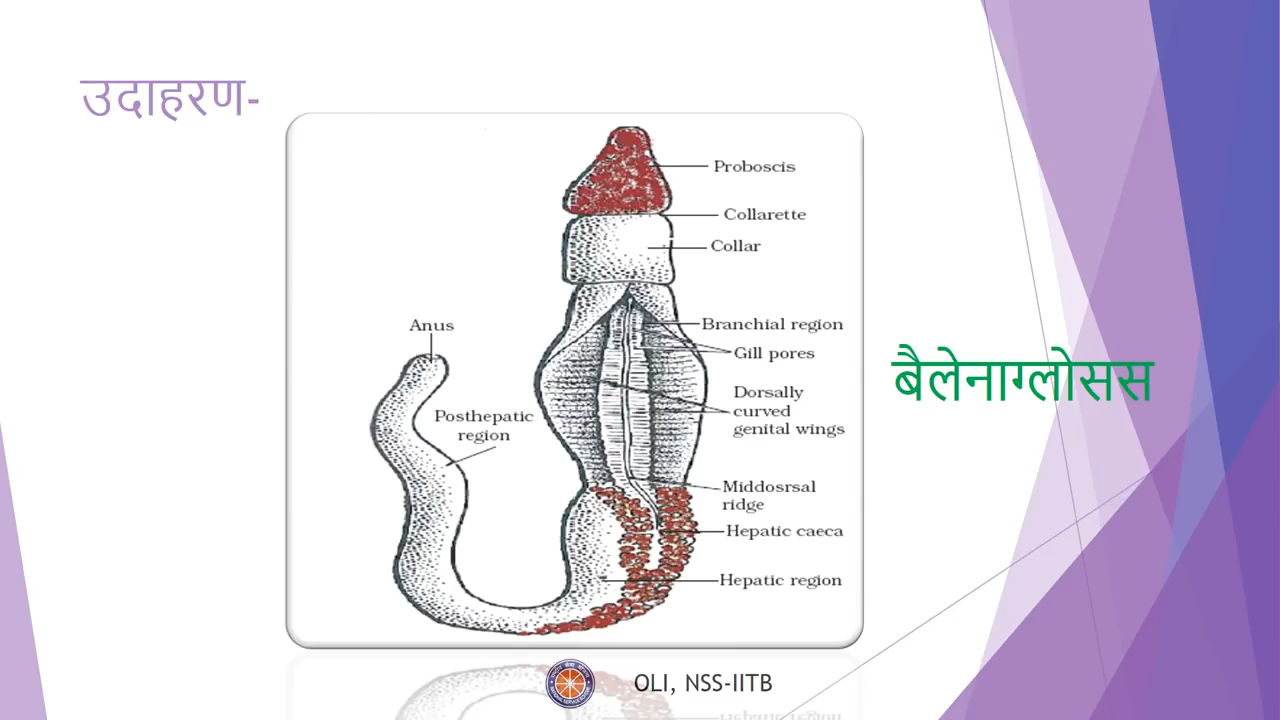 उदाहरण-
Proboscis
Collarette
Collar
Branchial region
Gill pores
Dorsally
curved
genital wings
Middosrsal
ridge
Hepatic caeca
Hepatic region
Anus
Posthepatic
region
बैलेनाग्लोसस
OLI, NSS-IITB